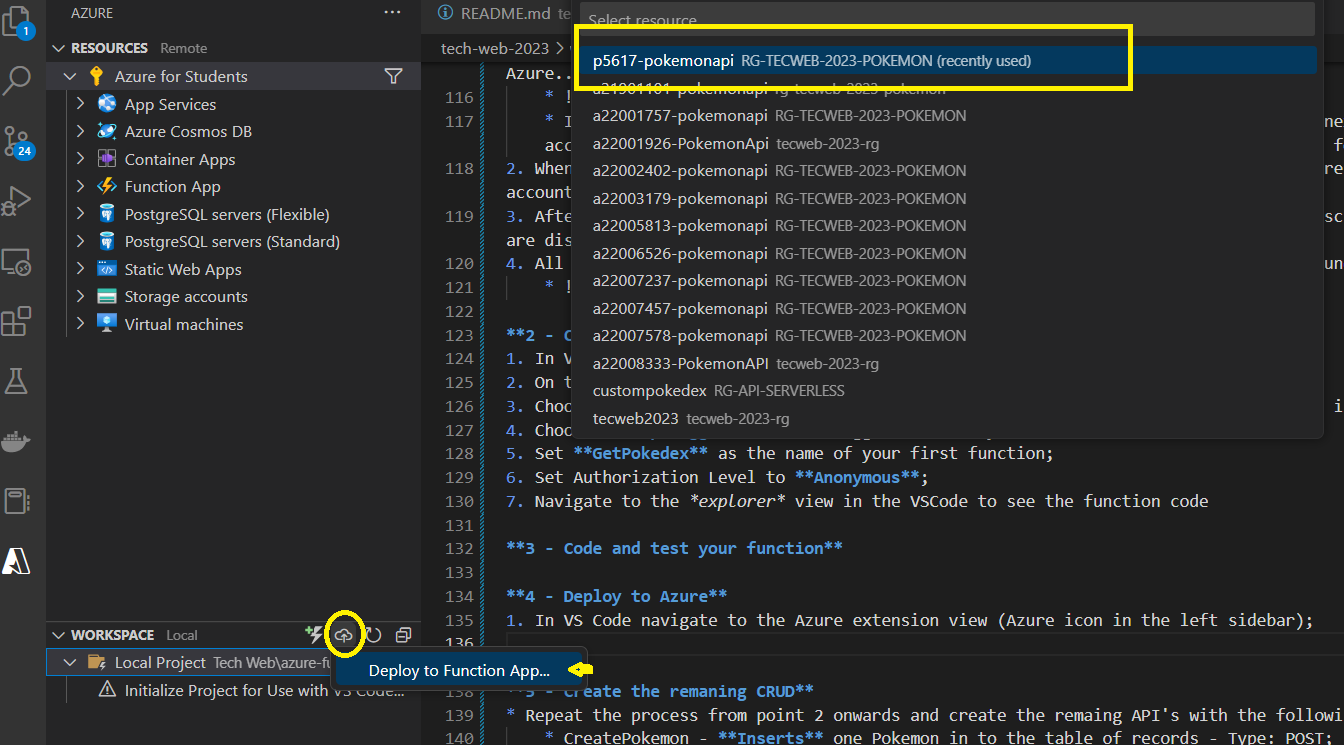 1
24
AZURE
...
RESOURCES Remote
Azure for Students
App Services
Azure Cosmos DB
Container Apps
Function App
PostgreSQL servers (Flexible)
PostgreSQL servers (Standard)
Static Web Apps
Storage accounts
Virtual machines
WORKSPACE Local
Local Project Tech Web\azure-fu
Initialize Project for Use with VS Code...
Deploy to Function App...
README.md te
tech-web-2023 >
Select resource
p5617-pokemonapi RG-TECWEB-2023-POKEMON (recently used)
a21901101-pokemonapi rg-tecweb-2023-pokemon
a22001757-pokemonapi RG-TECWEB-2023-POKEMON
a22001926-PokemonApi tecweb-2023-rg
a22002402-pokemonapi RG-TECWEB-2023-POKEMON
a22003179-pokemonapi RG-TECWEB-2023-POKEMON
a22005813-pokemonapi RG-TECWEB-2023-POKEMON
a22006526-pokemonapi RG-TECWEB-2023-POKEMON
a22007237-pokemonapi RG-TECWEB-2023-POKEMON
a22007457-pokemonapi RG-TECWEB-2023-POKEMON
a22007578-pokemonapi RG-TECWEB-2023-POKEMON
a22008333-PokemonAPI tecweb-2023-rg
custompokedex RG-API-SERVERLESS
tecweb2023 tecweb-2023-rg
Azure..
116 * !
117 * I ne
acc f
118 2. When re
account
119 3. Afte sc
are dis
120 4. All un
121 * !
122
123 **2 - C
124 1. In V
125 2. On t
126 3. Choo i
127 4. Choo
128 5. Set **GetPokedex** as the name of your first function;
129 6. Set Authorization Level to **Anonymous**;
130 7. Navigate to the *explorer* view in the VSCode to see the function code
131
132 **3 - Code and test your function**
133
134 **4 - Deploy to Azure**
135 1. In VS Code navigate to the Azure extension view (Azure icon in the left sidebar);
136
138 **5 - Create the remaning CRUD**
139 * Repeat the process from point 2 onwards and create the remaing API's with the followi
140 * CreatePokemon - **Inserts** one Pokemon in to the table of records - Type: POST;